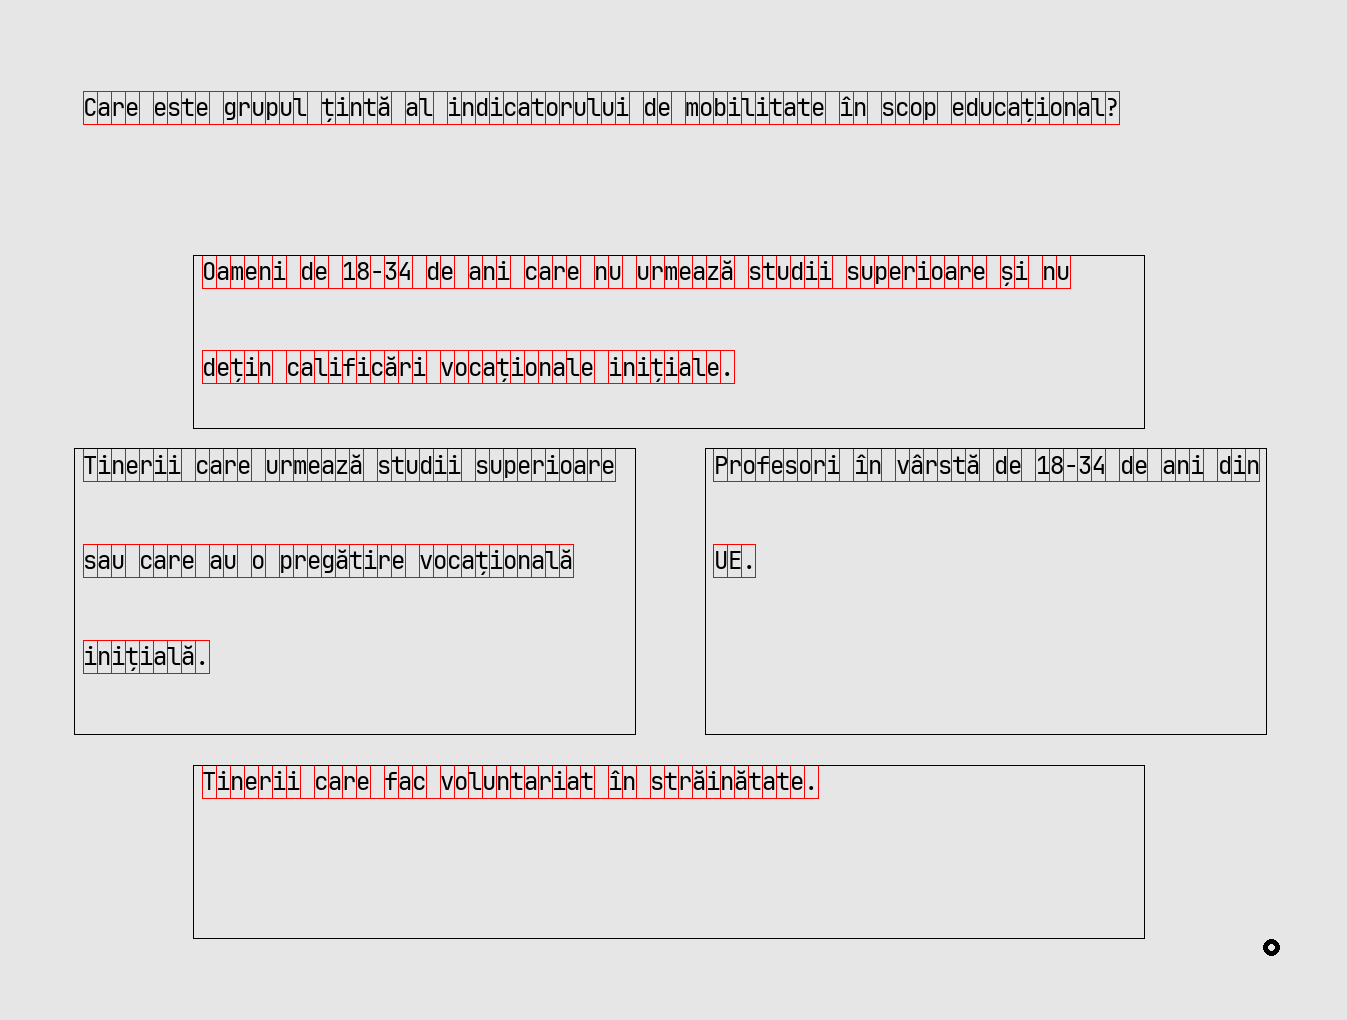 Care este grupul țintă al indicatorului de mobilitate în scop educațional?
Oameni de 18-34 de ani care nu urmează studii superioare și nu
dețin calificări vocaționale inițiale.
Tinerii care urmează studii superioare
sau care au o pregătire vocațională
inițială.
Profesori în vârstă de 18-34 de ani din
UE.
Tinerii care fac voluntariat în străinătate.